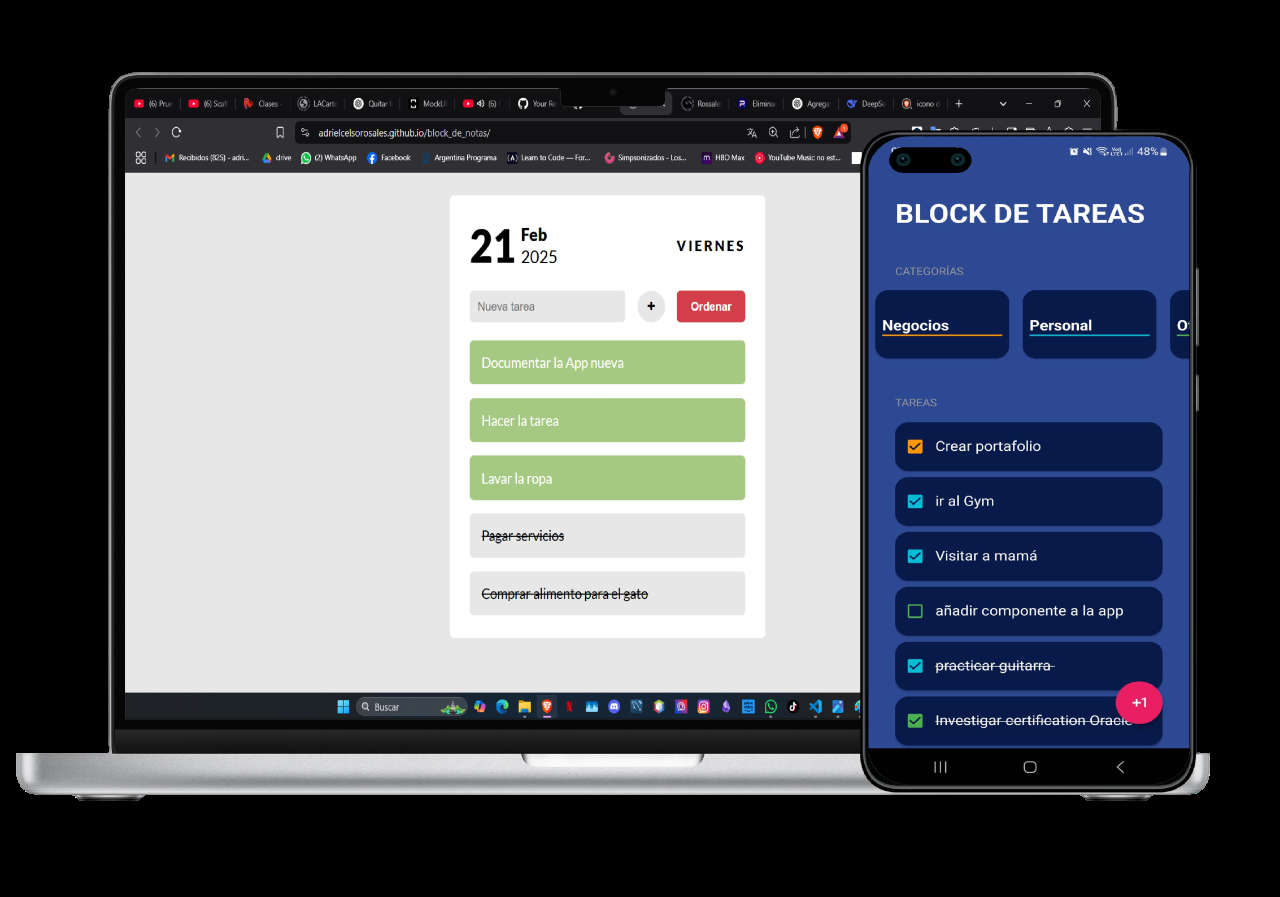 (6) Prue
(6) Scarf
Clases -
LACarte
Quitar f
MockU
(6)
Your Re
Rossale
Elimina
Agrega
DeepSe
icono d
adrielcelsorosales.github.io/block_de_notas/
Recibidos (825) - adri...
drive
(2) WhatsApp
Facebook
Argentina Programa
Learn to Code — For...
Simpsonizados - Los...
HBO Max
YouTube Music no est...
21 Feb
2025
VIERNES
Nueva tarea
+
Ordenar
Documentar la App nueva
Hacer la tarea
Lavar la ropa
Pagar servicios
Comprar alimento para el gato
Buscar
48%
BLOCK DE TAREAS
CATEGORÍAS
Negocios
Personal
TAREAS
Crear portafolio
ir al Gym
Visitar a mamá
añadir componente a la app
practicar guitarra
Investigar certification Oracle
+1